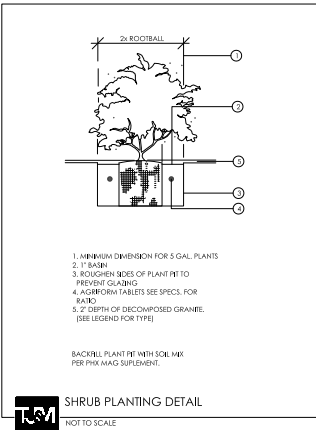 2x ROOTBALL
1
2
5
3
4
1. MINIMUM DIMENSION FOR 5 GAL. PLANTS
2. 1" BASIN
3. ROUGHEN SIDES OF PLANT PIT TO
PREVENT GLAZING
4. AGRIFORM TABLETS SEE SPECS. FOR
RATIO
5. 2" DEPTH OF DECOMPOSED GRANITE.
(SEE LEGEND FOR TYPE)
BACKFILL PLANT PIT WITH SOIL MIX
PER PHX MAG SUPLEMENT.
SHRUB PLANTING DETAIL
NOT TO SCALE